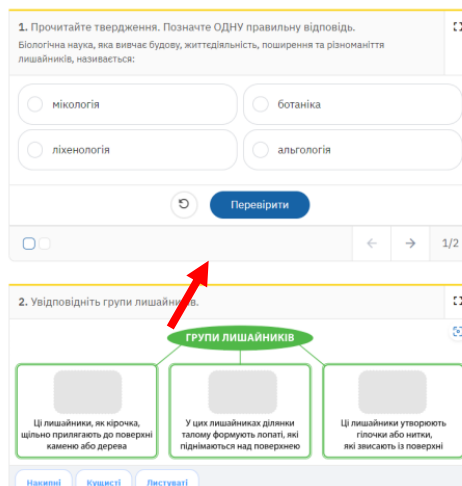 1. Прочитайте твердження. Позначте ОДНУ правильну відповідь.
Біологічна наука, яка вивчає будову, життєдіяльність, поширення та різноманіття
лишайників, називається:
мікологія
ботаніка
ліхенологія
альгологія
Перевірити
1/2
2. Увідповідніть групи лишайників.
ГРУПИ ЛИШАЙНИКІВ
Ці лишайники, як кірочка,
щільно прилягають до поверхні
каменю або дерева
У цих лишайниках ділянки
талому формують лопаті, які
піднімаються над поверхнею
Ці лишайники утворюють
гілочки або нитки,
які звисають із поверхні
Накипні
Кущисті
Листуваті